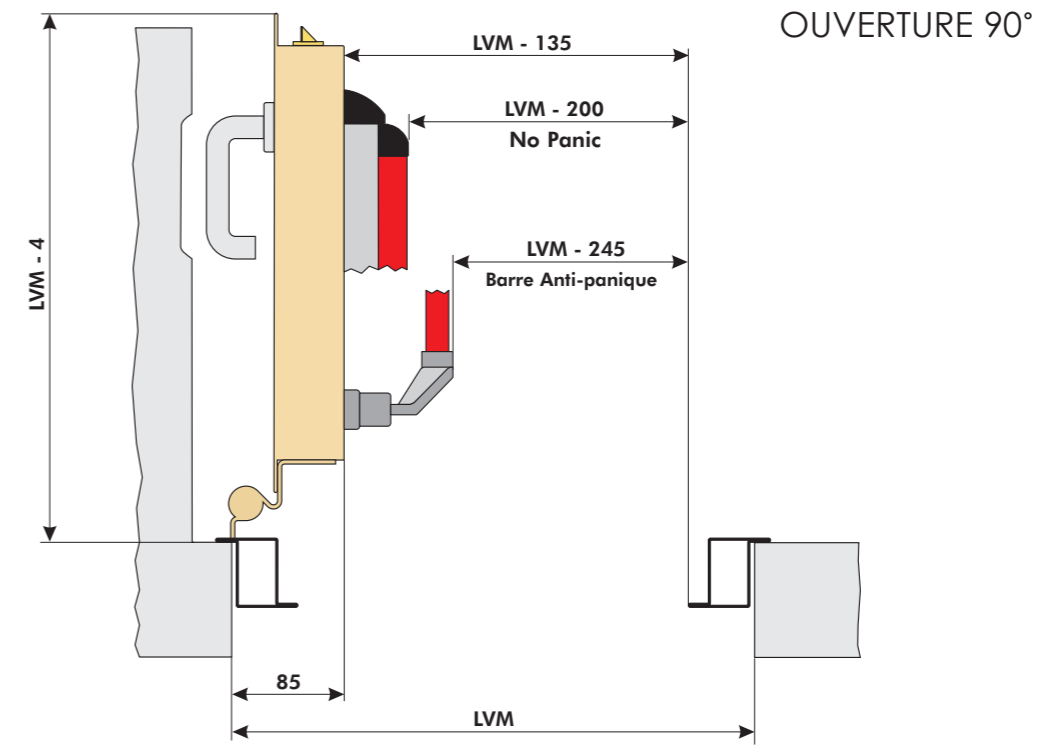 OUVERTURE 90°
LVM - 135
LVM - 200
No Panic
LVM - 4
LVM - 245
Barre Anti-panique
85
LVM